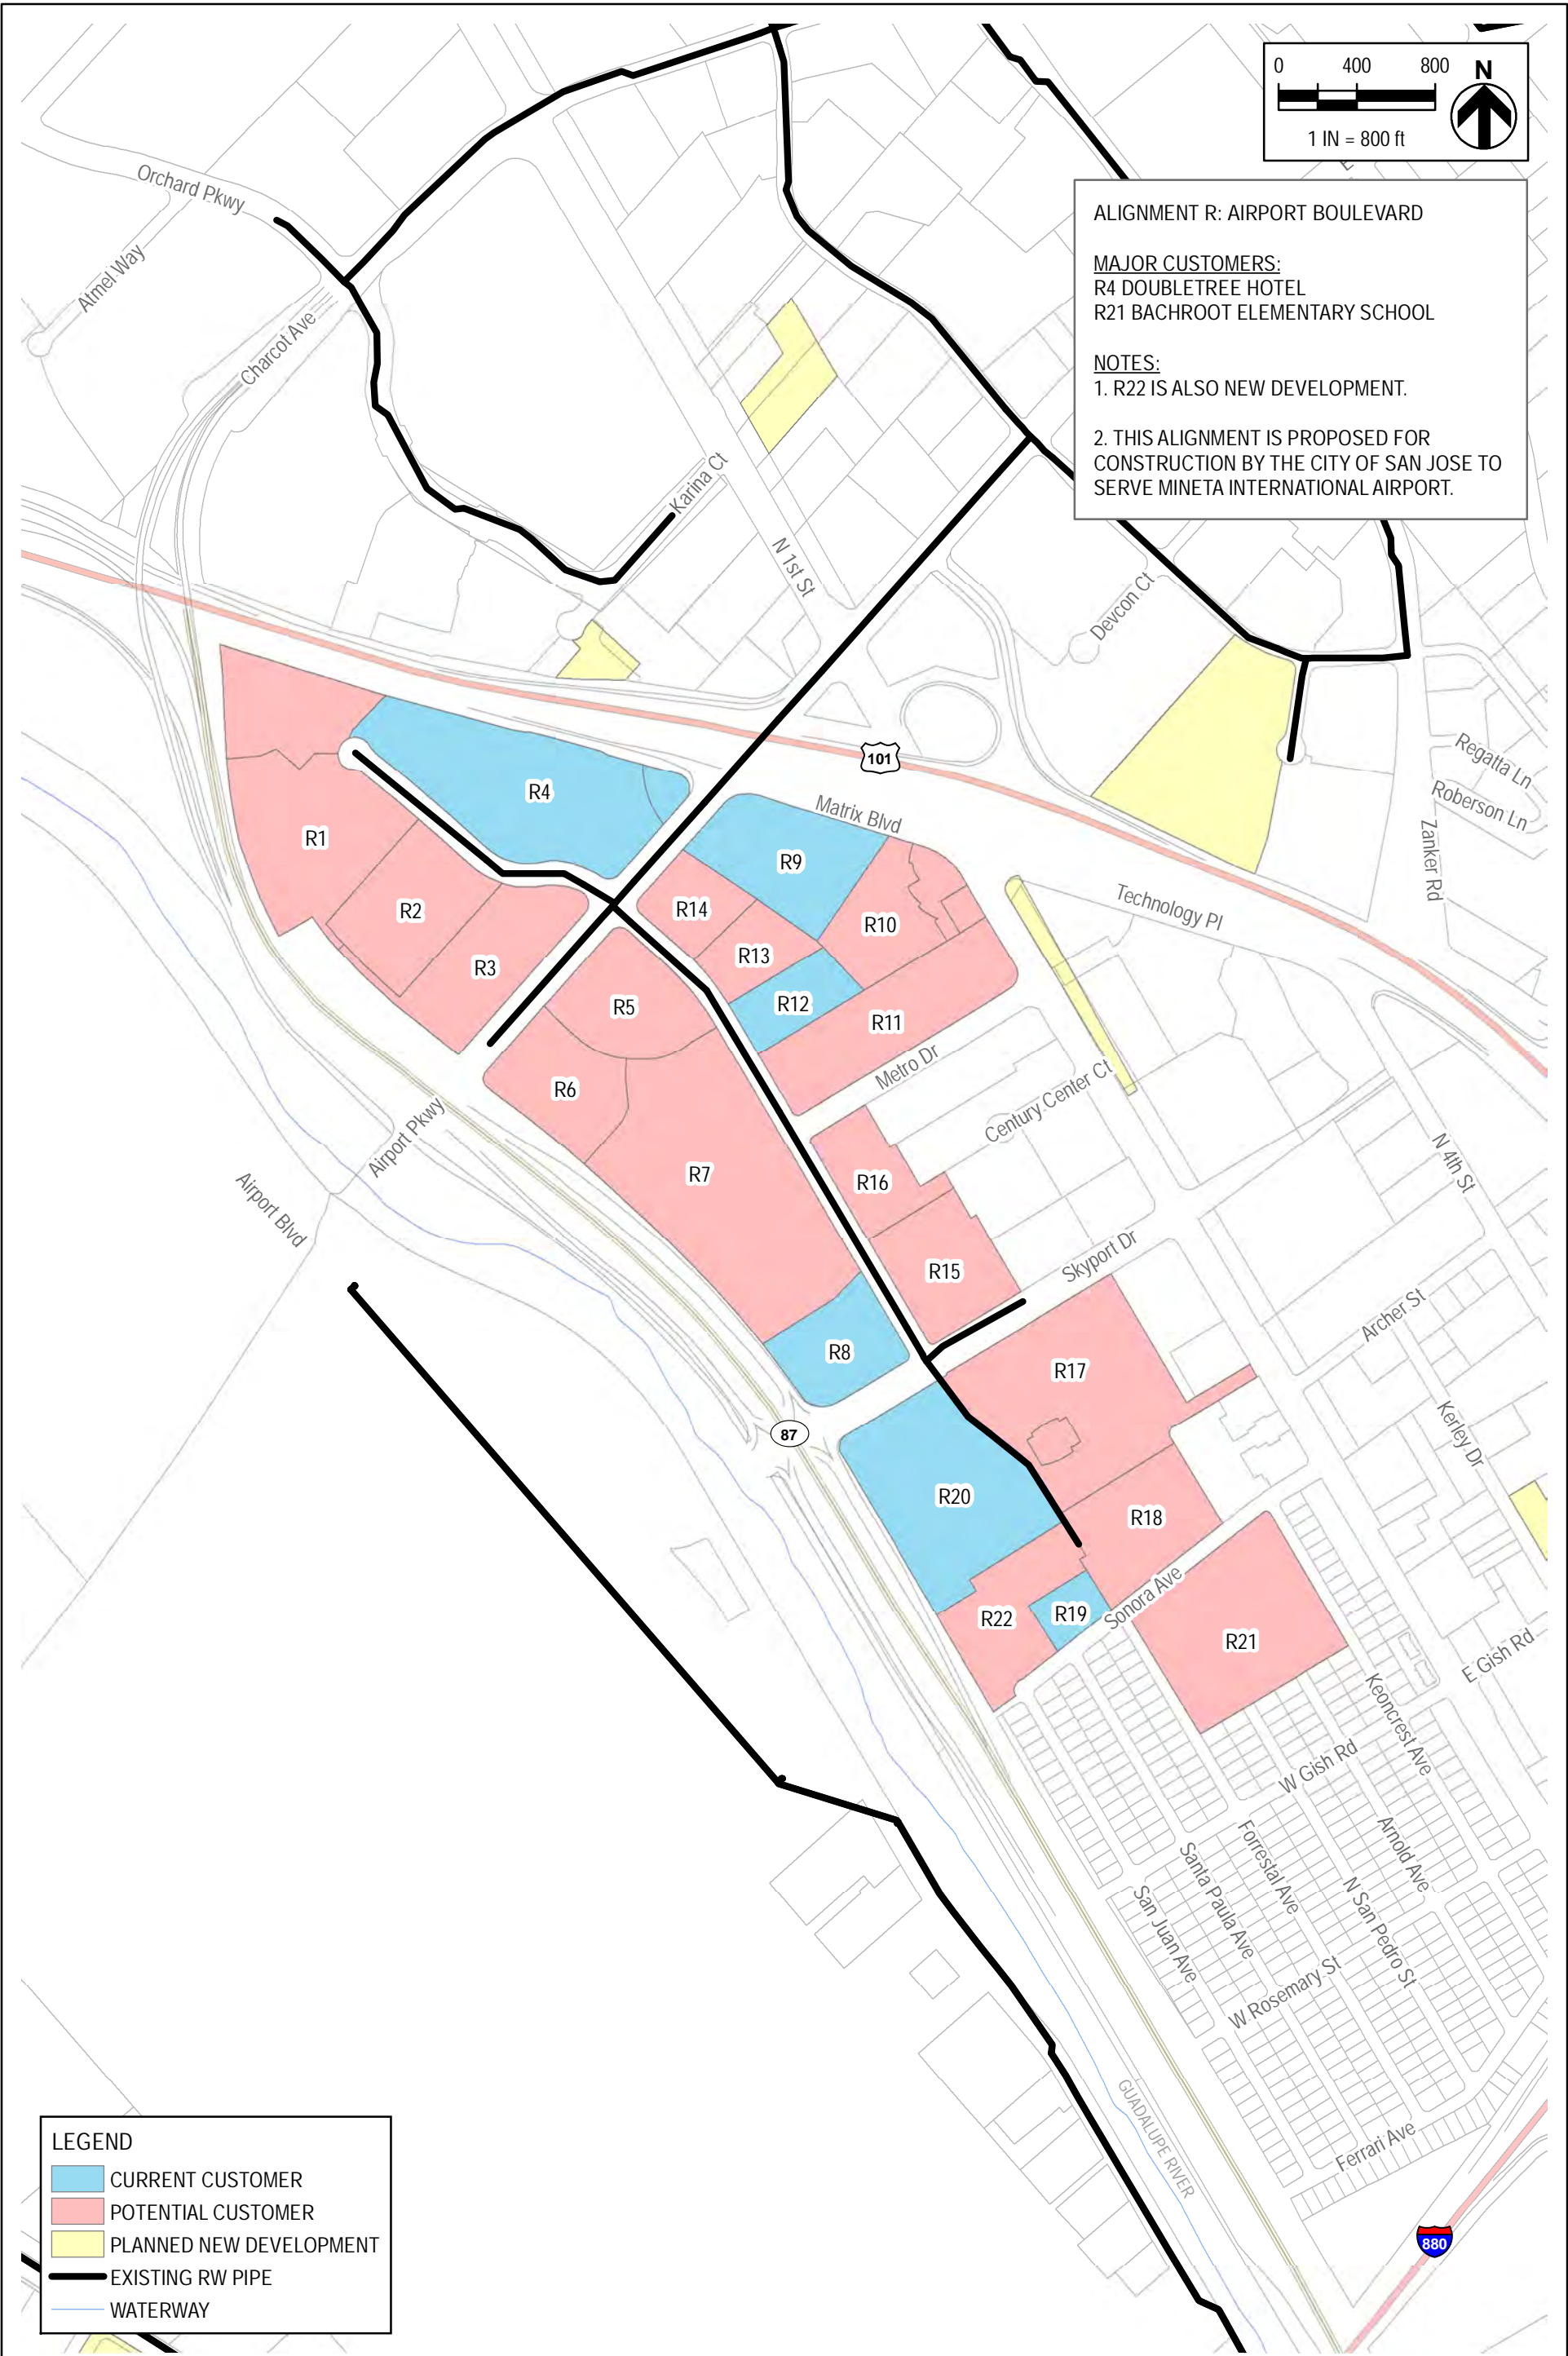 0 400 800 N
1 IN = 800 ft
ALIGNMENT R: AIRPORT BOULEVARD
MAJOR CUSTOMERS:
R4 DOUBLETREE HOTEL
R21 BACHROOT ELEMENTARY SCHOOL
NOTES:
1. R22 IS ALSO NEW DEVELOPMENT.
2. THIS ALIGNMENT IS PROPOSED FOR
CONSTRUCTION BY THE CITY OF SAN JOSE TO
SERVE MINETA INTERNATIONAL AIRPORT.
Orchard Pkwy
Atmel Way
Charcot Ave
Karina Ct
N 1st St
Devcon Ct
101
Regatta Ln
Roberson Ln
Zanker Rd
Matrix Blvd
Technology Pl
R4
R1
R9
R2
R14
R10
R3
R13
R5
R12
R11
Metro Dr
R6
Century Center Ct
Airport Pkwy
Airport Blvd
R7
R16
N 4th St
R15
Skyport Dr
Archer St
R8
R17
Kerley Dr
87
R20
R18
R22
R19
Sonora Ave
R21
E Gish Rd
Keoncrest Ave
W Gish Rd
Arnold Ave
Forrestal Ave
Santa Paula Ave
N San Pedro St
San Juan Ave
W Rosemary St
GUADALUPE RIVER
Ferrari Ave
880
LEGEND
CURRENT CUSTOMER
POTENTIAL CUSTOMER
PLANNED NEW DEVELOPMENT
EXISTING RW PIPE
WATERWAY